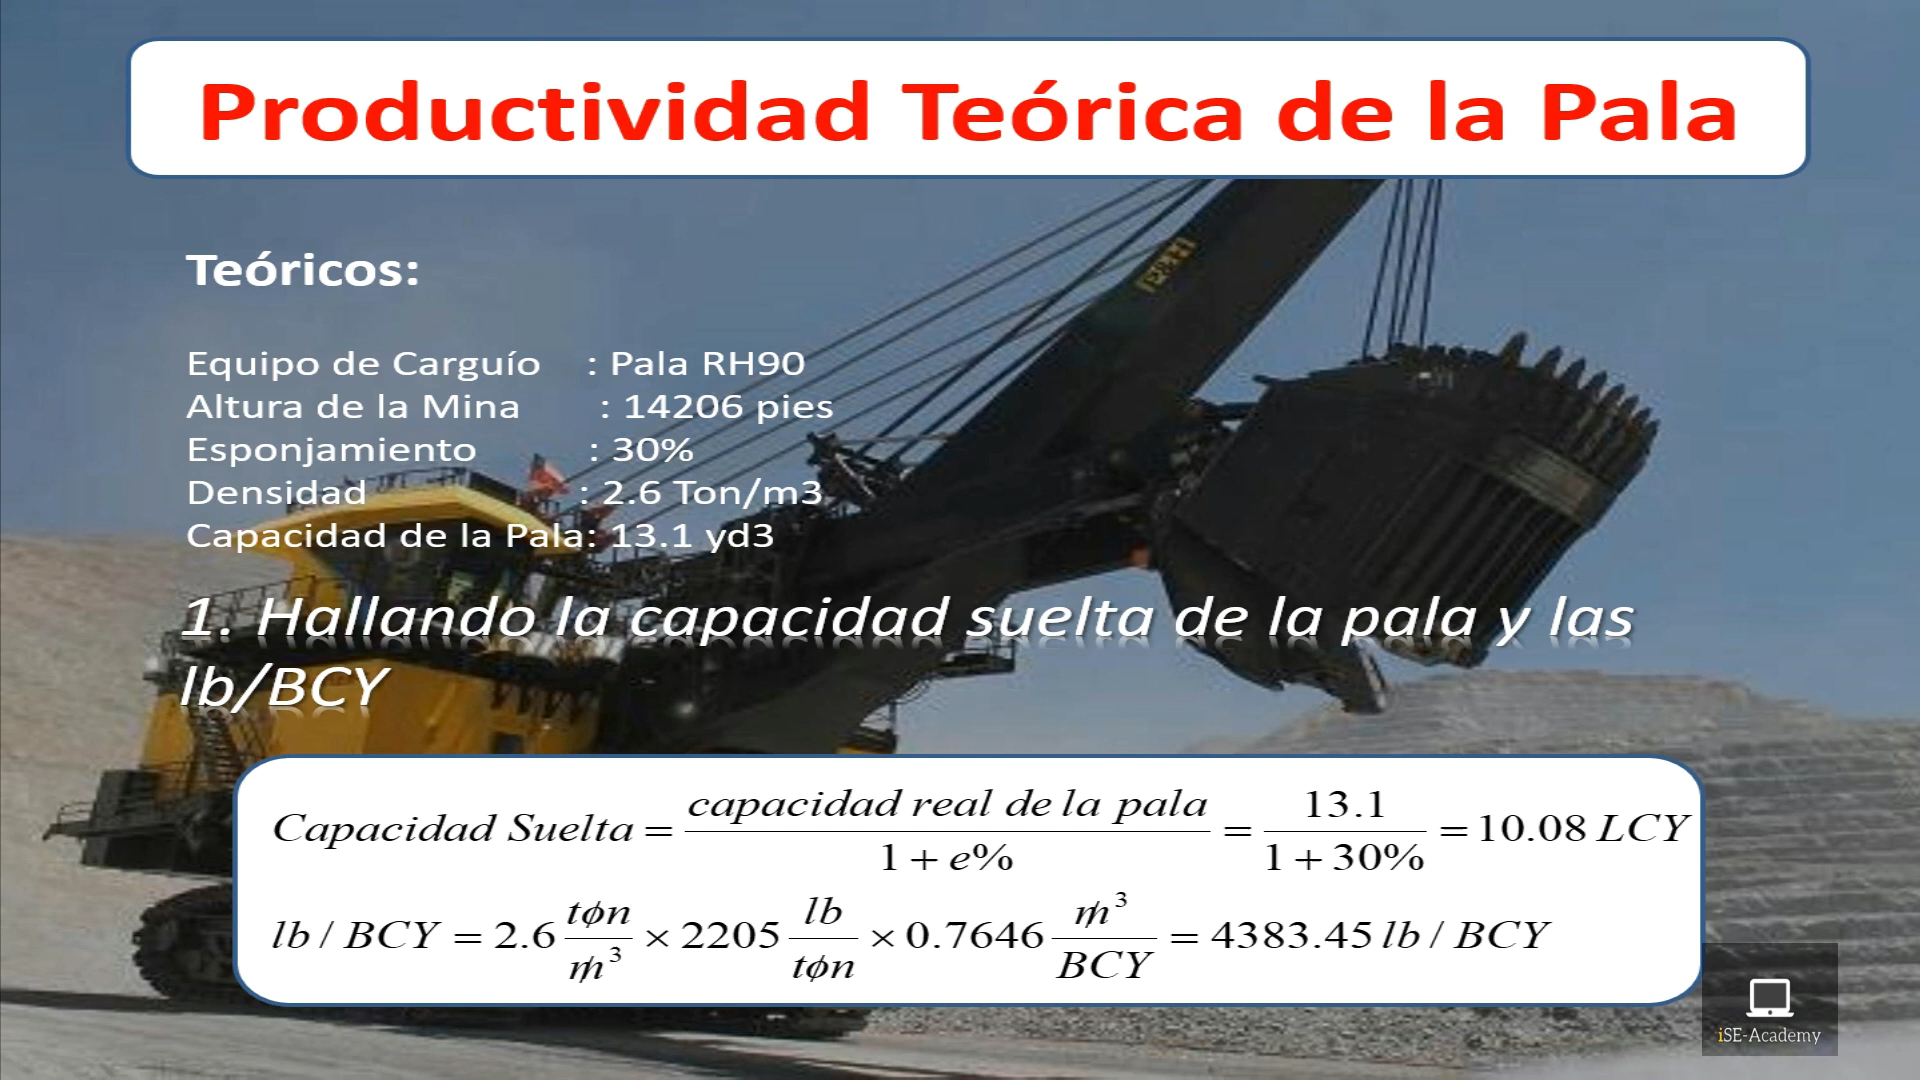 Productividad Teórica de la Pala
Teóricos:
Equipo de Carguío : Pala RH90
Altura de la Mina : 14206 pies
Esponjamiento : 30%
Densidad : 2.6 Ton/m3
Capacidad de la Pala: 13.1 yd3
1. Hallando la capacidad suelta de la pala y las
lb/BCY
Capacidad Suelta = capacidad real de la pala / 1 + e% = 13.1 / 1 + 30% = 10.08 LCY
lb / BCY = 2.6 ton / m³ × 2205 lb / ton × 0.7646 m³ / BCY = 4383.45 lb / BCY
iSE-Academy